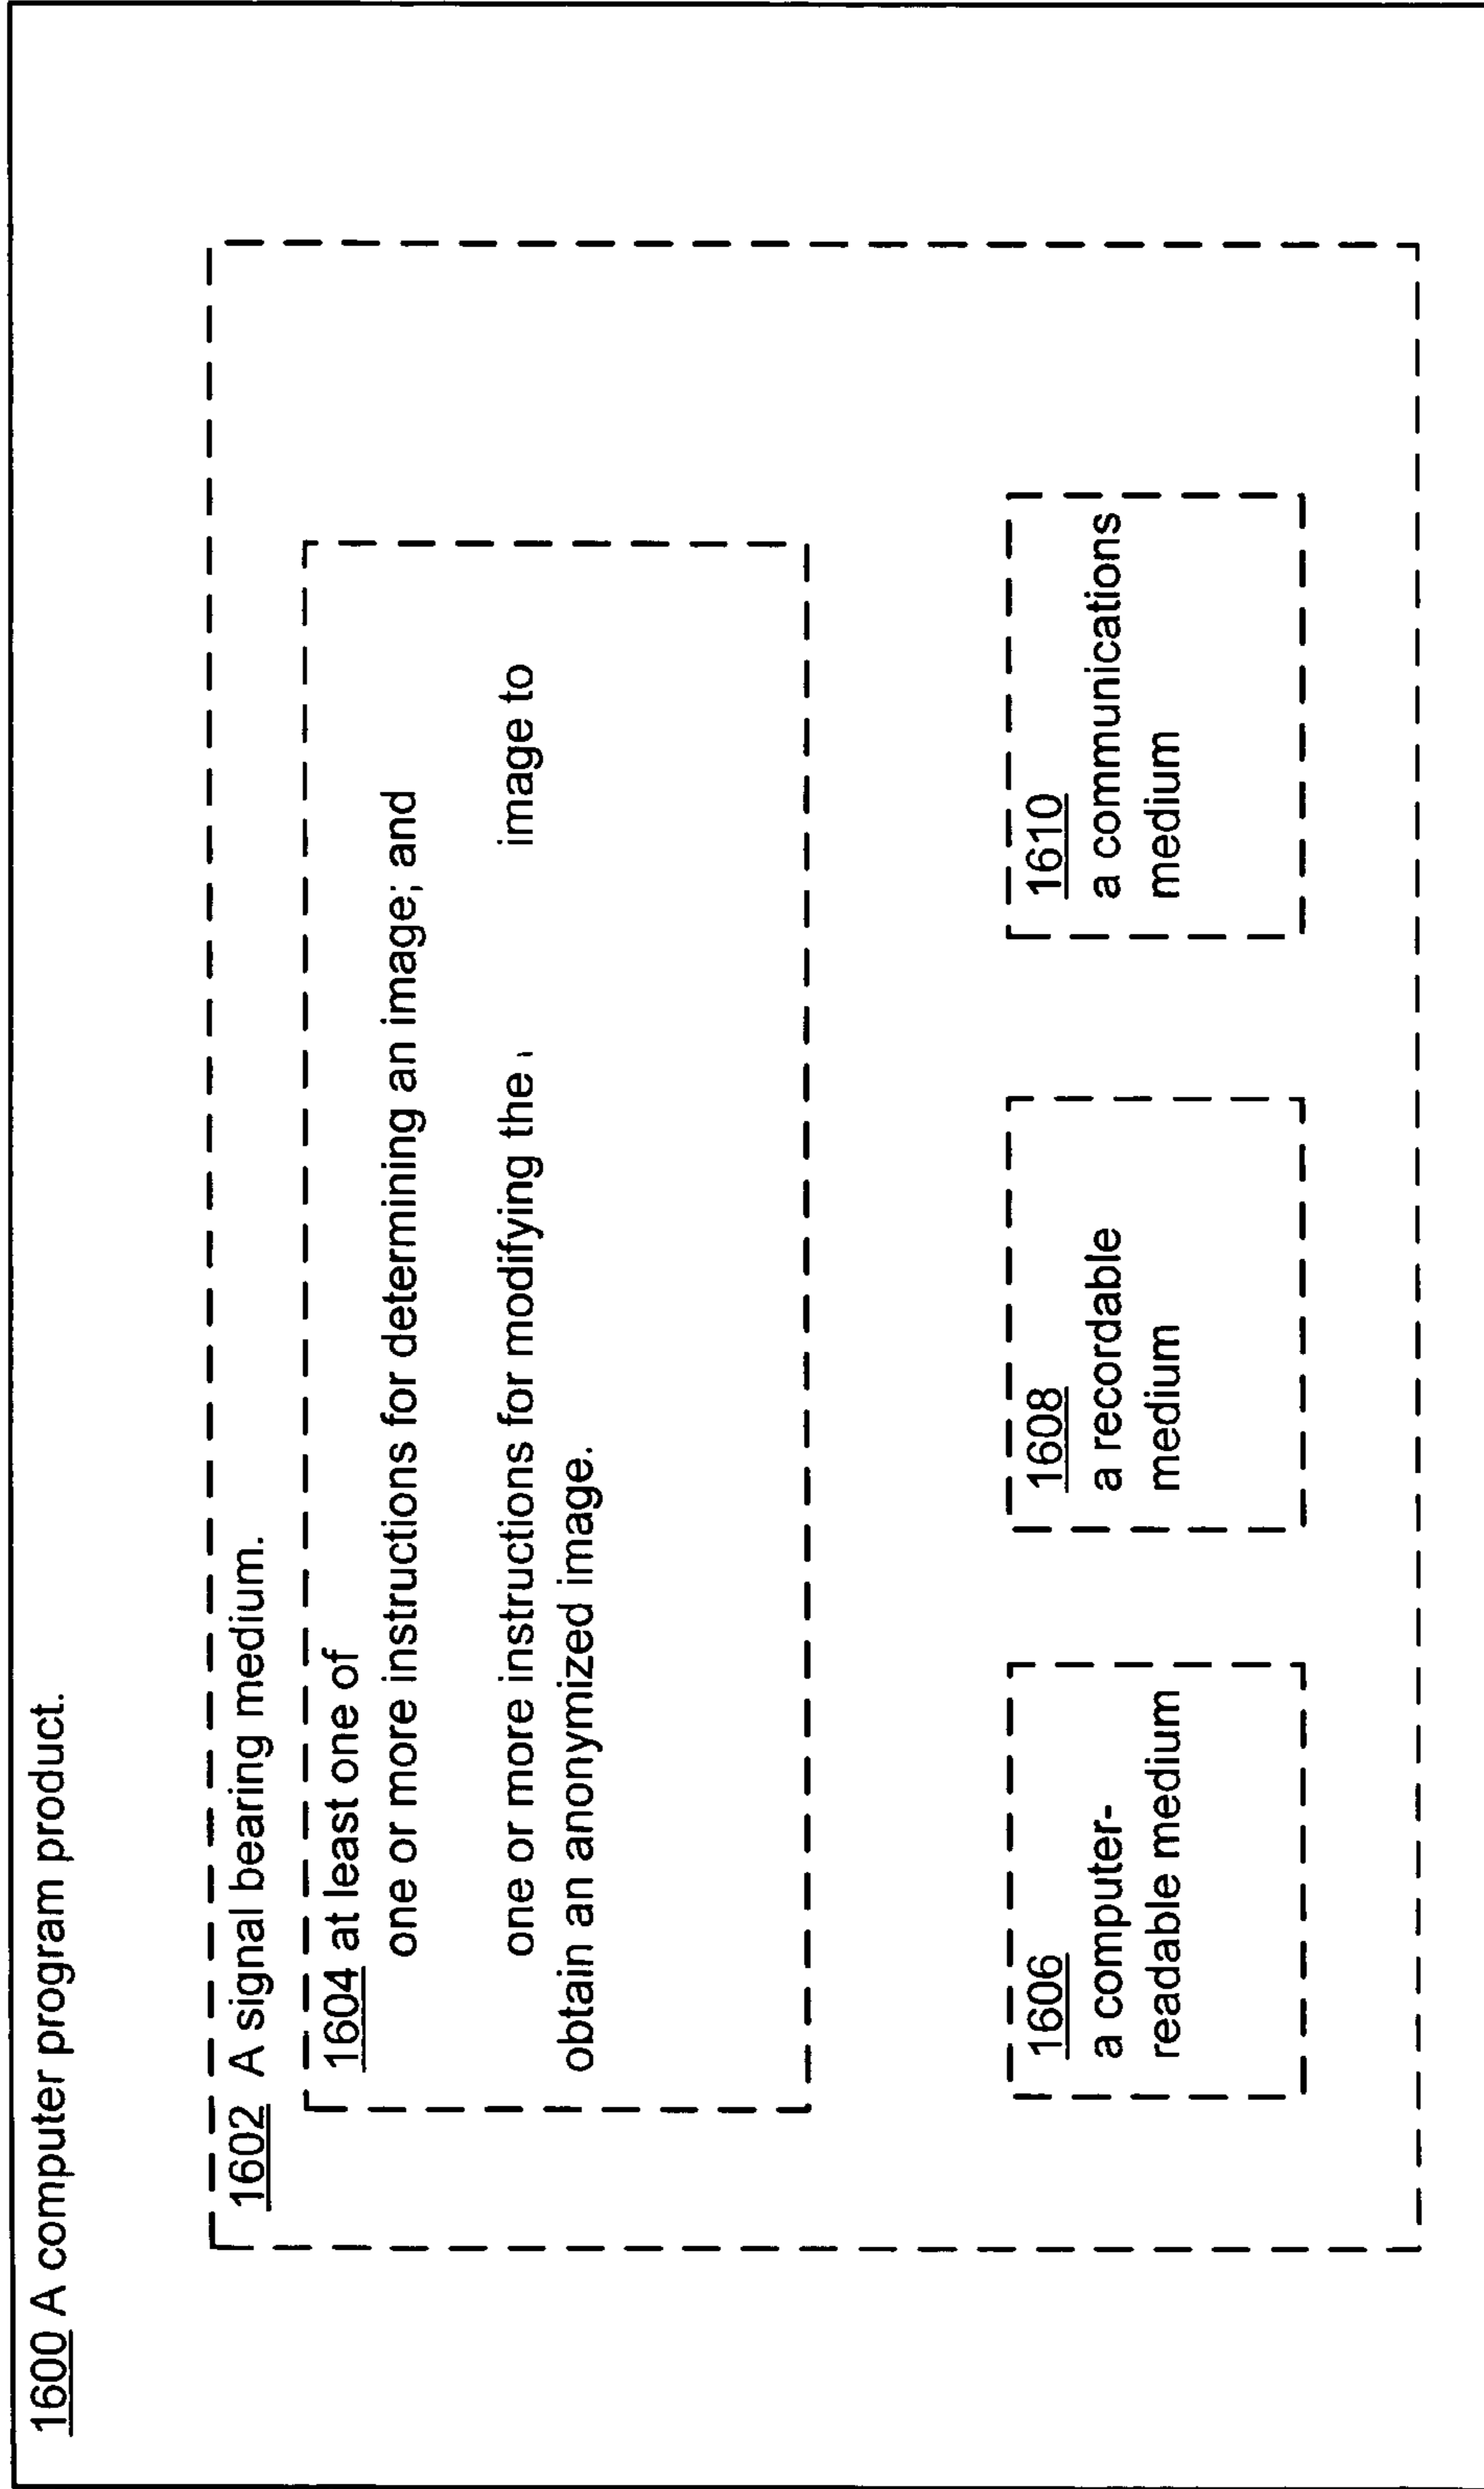 1600 A computer program product.
1602 A signal bearing medium.
1604 at least one of
one or more instructions for determining an image; and
one or more instructions for modifying the image to
obtain an anonymized image.
1606
a computer-
readable medium
1608
a recordable
medium
1610
a communications
medium